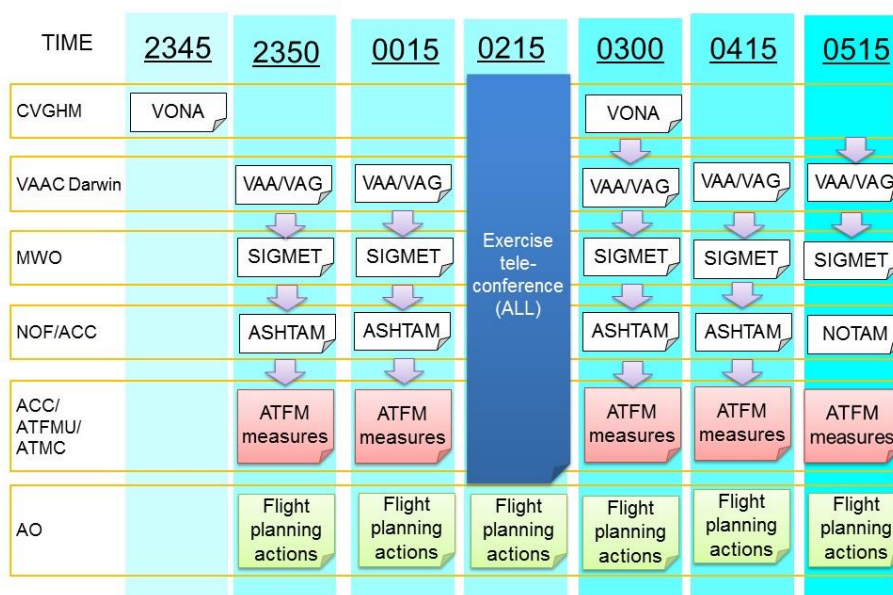 TIME 2345 2350 0015 0215 0300 0415 0515
CVGHM VONA VONA
VAAC Darwin VAA/VAG VAA/VAG VAA/VAG VAA/VAG VAA/VAG
MWO SIGMET SIGMET SIGMET SIGMET SIGMET
Exercise
tele-
conference
(ALL)
NOF/ACC ASHTAM ASHTAM ASHTAM ASHTAM NOTAM
ACC/
ATFMU/
ATMC
ATFM
measures
ATFM
measures
ATFM
measures
ATFM
measures
ATFM
measures
AO
Flight
planning
actions
Flight
planning
actions
Flight
planning
actions
Flight
planning
actions
Flight
planning
actions
Flight
planning
actions